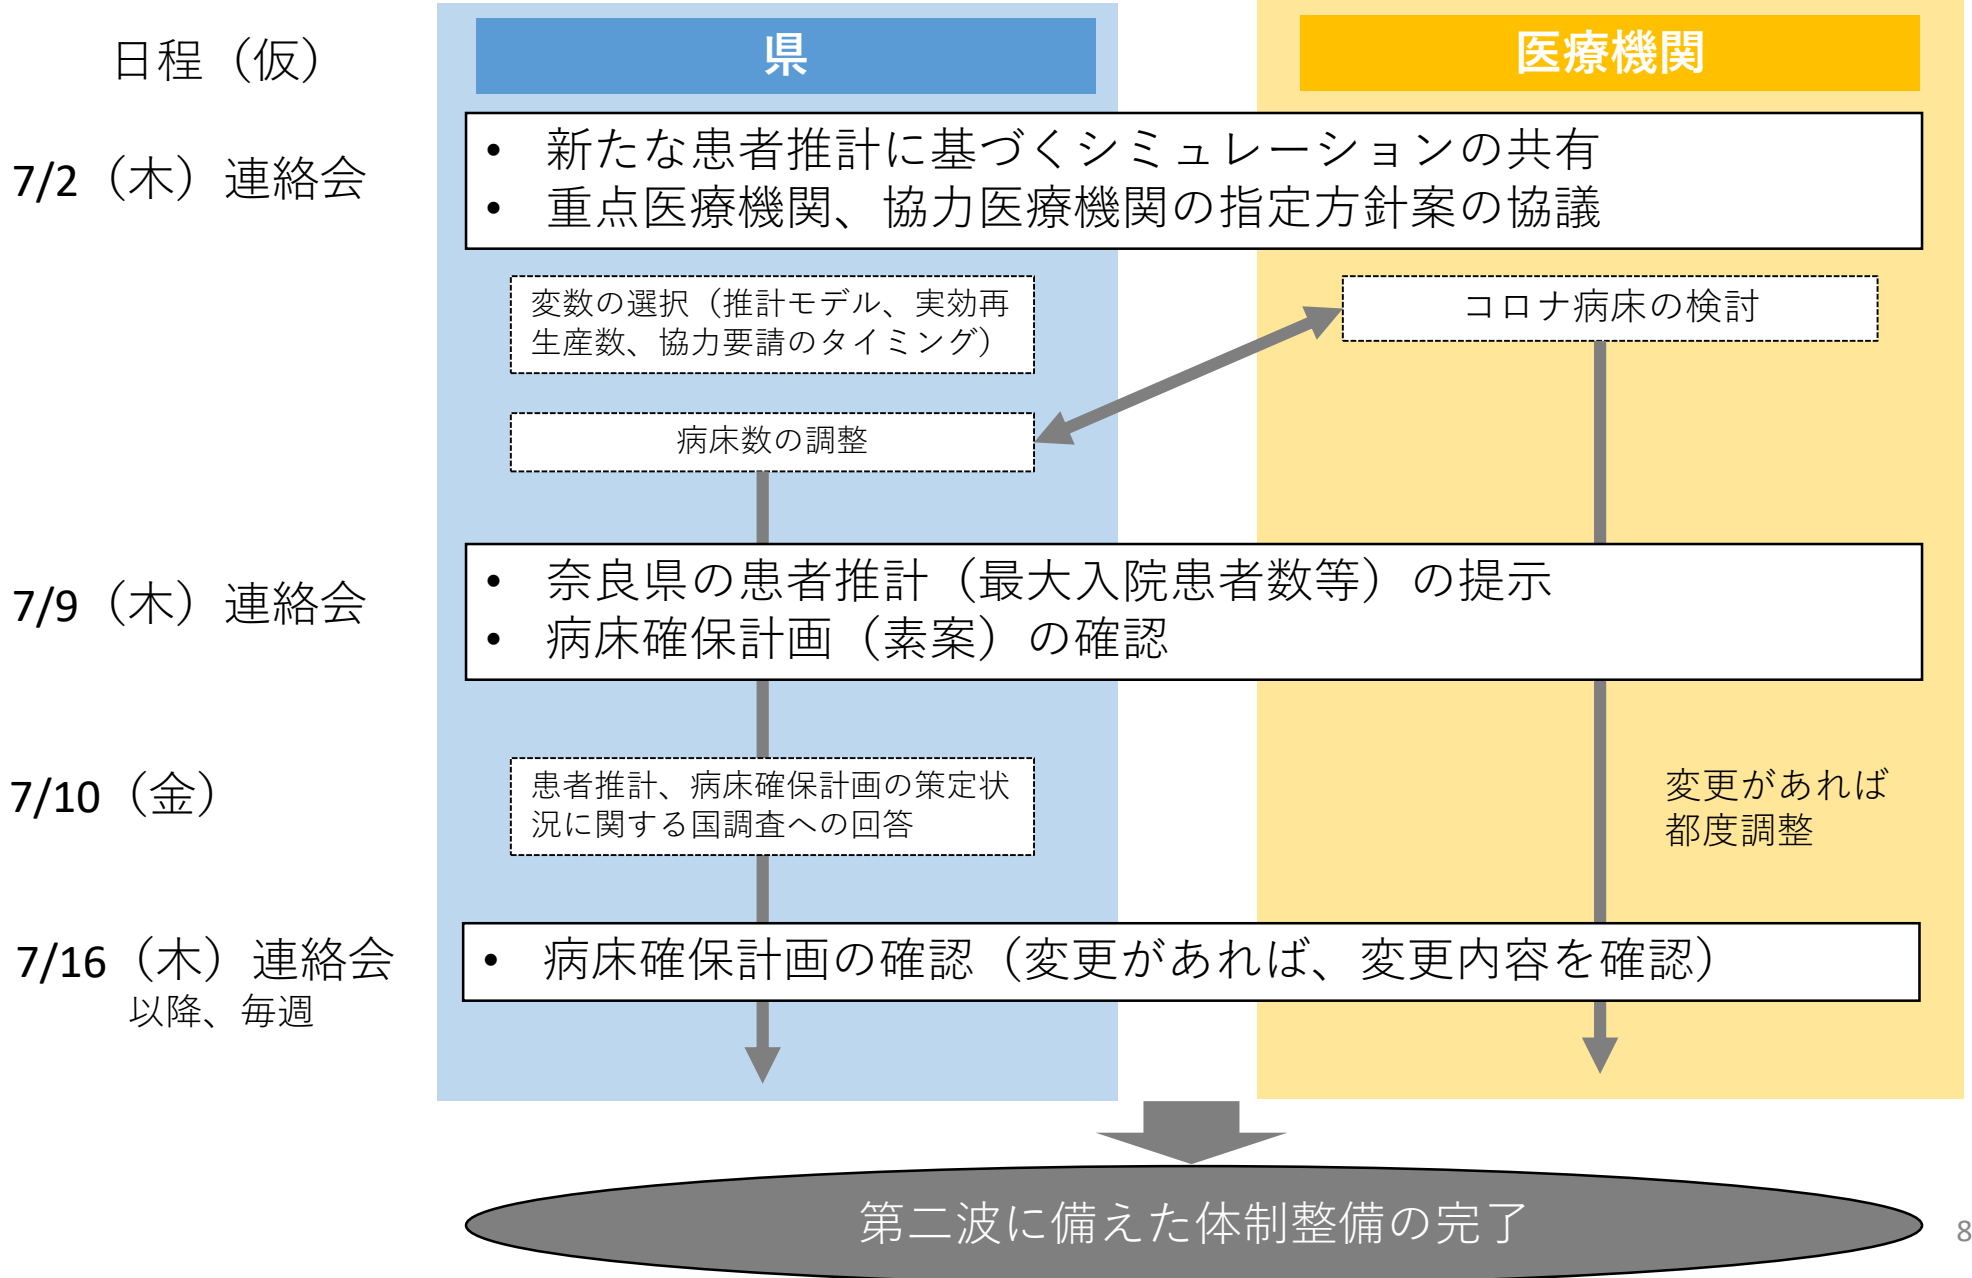 日程（仮）
県
医療機関
7/2（木）連絡会
• 新たな患者推計に基づくシミュレーションの共有
• 重点医療機関、協力医療機関の指定方針案の協議
変数の選択（推計モデル、実効再
生産数、協力要請のタイミング）
コロナ病床の検討
病床数の調整
7/9（木）連絡会
• 奈良県の患者推計（最大入院患者数等）の提示
• 病床確保計画（素案）の確認
7/10（金）
患者推計、病床確保計画の策定状
況に関する国調査への回答
変更があれば
都度調整
7/16（木）連絡会
以降、毎週
• 病床確保計画の確認（変更があれば、変更内容を確認）
第二波に備えた体制整備の完了
8